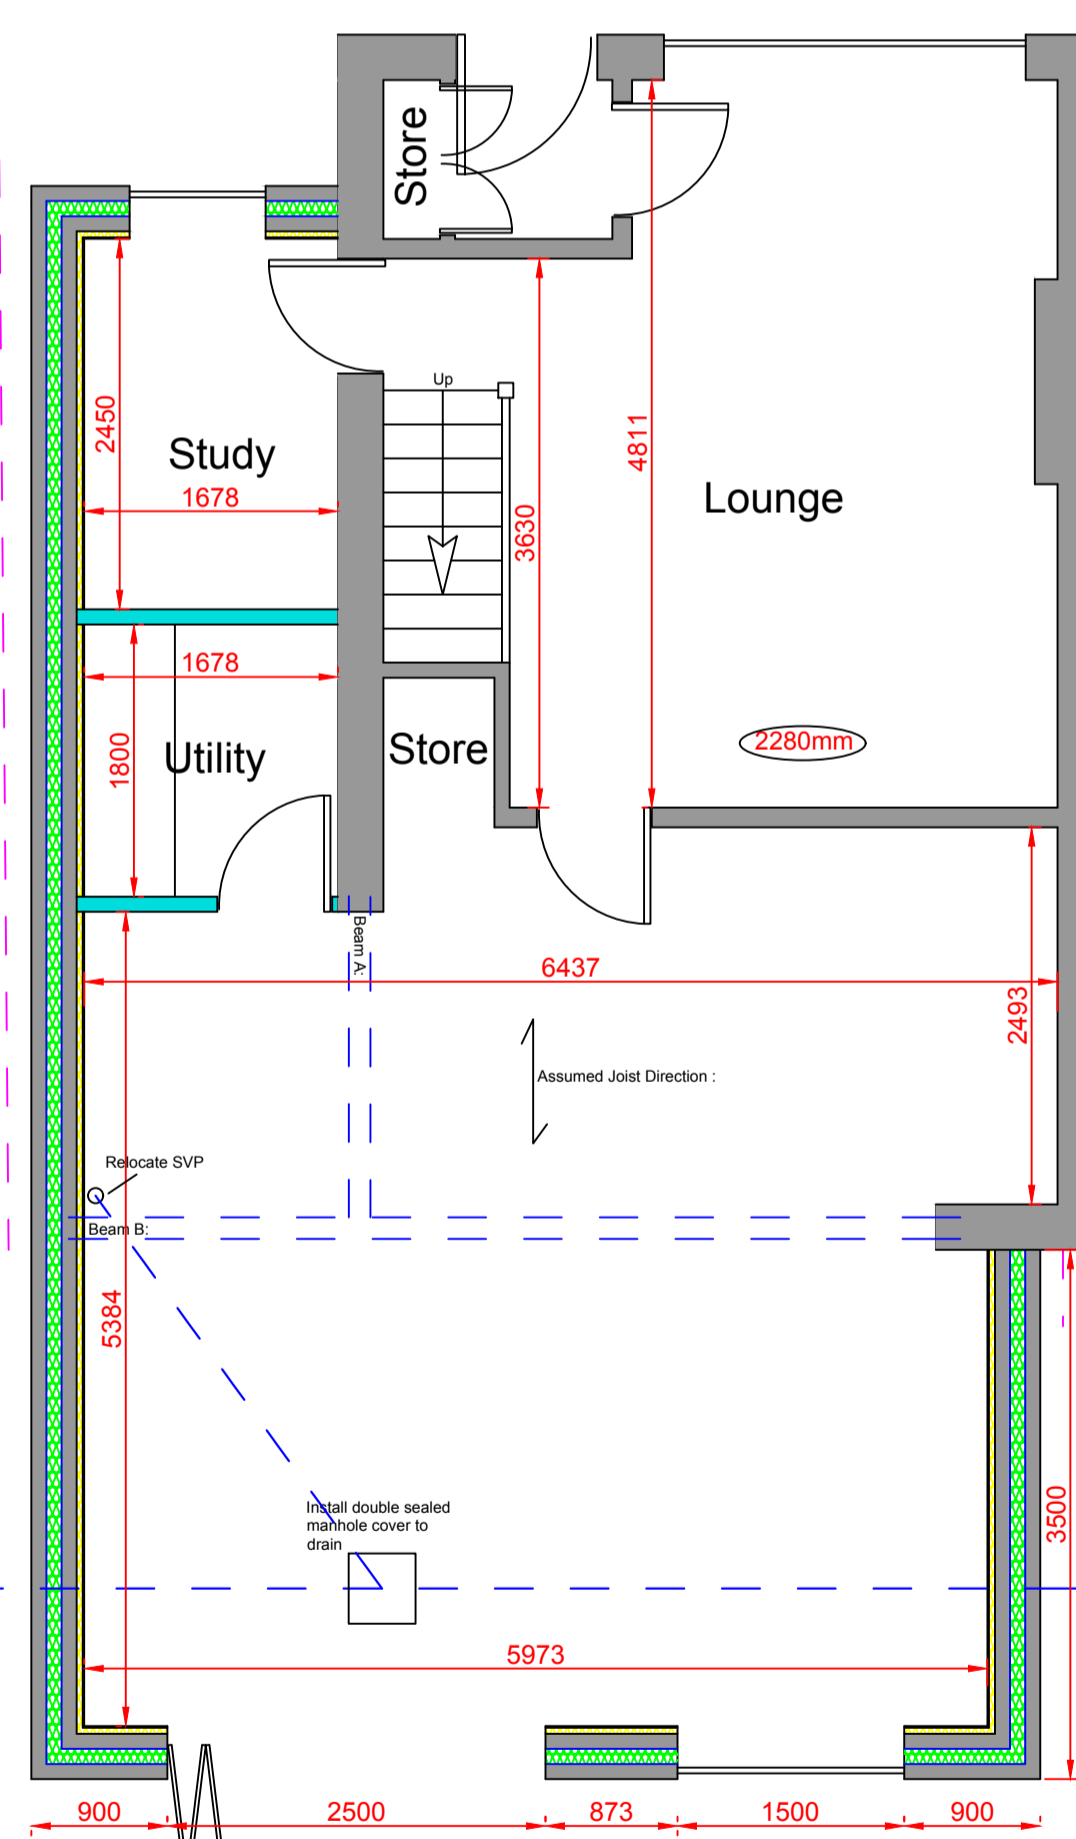 Store
Up
2450
Study
1678
3630
4811
Lounge
1678
1800
Utility
Store
2280mm
Beam A:
6437
2493
Assumed Joist Direction :
Relocate SVP
Beam B:
5384
Install double sealed
manhole cover to
drain
3500
5973
900
2500
873
1500
900